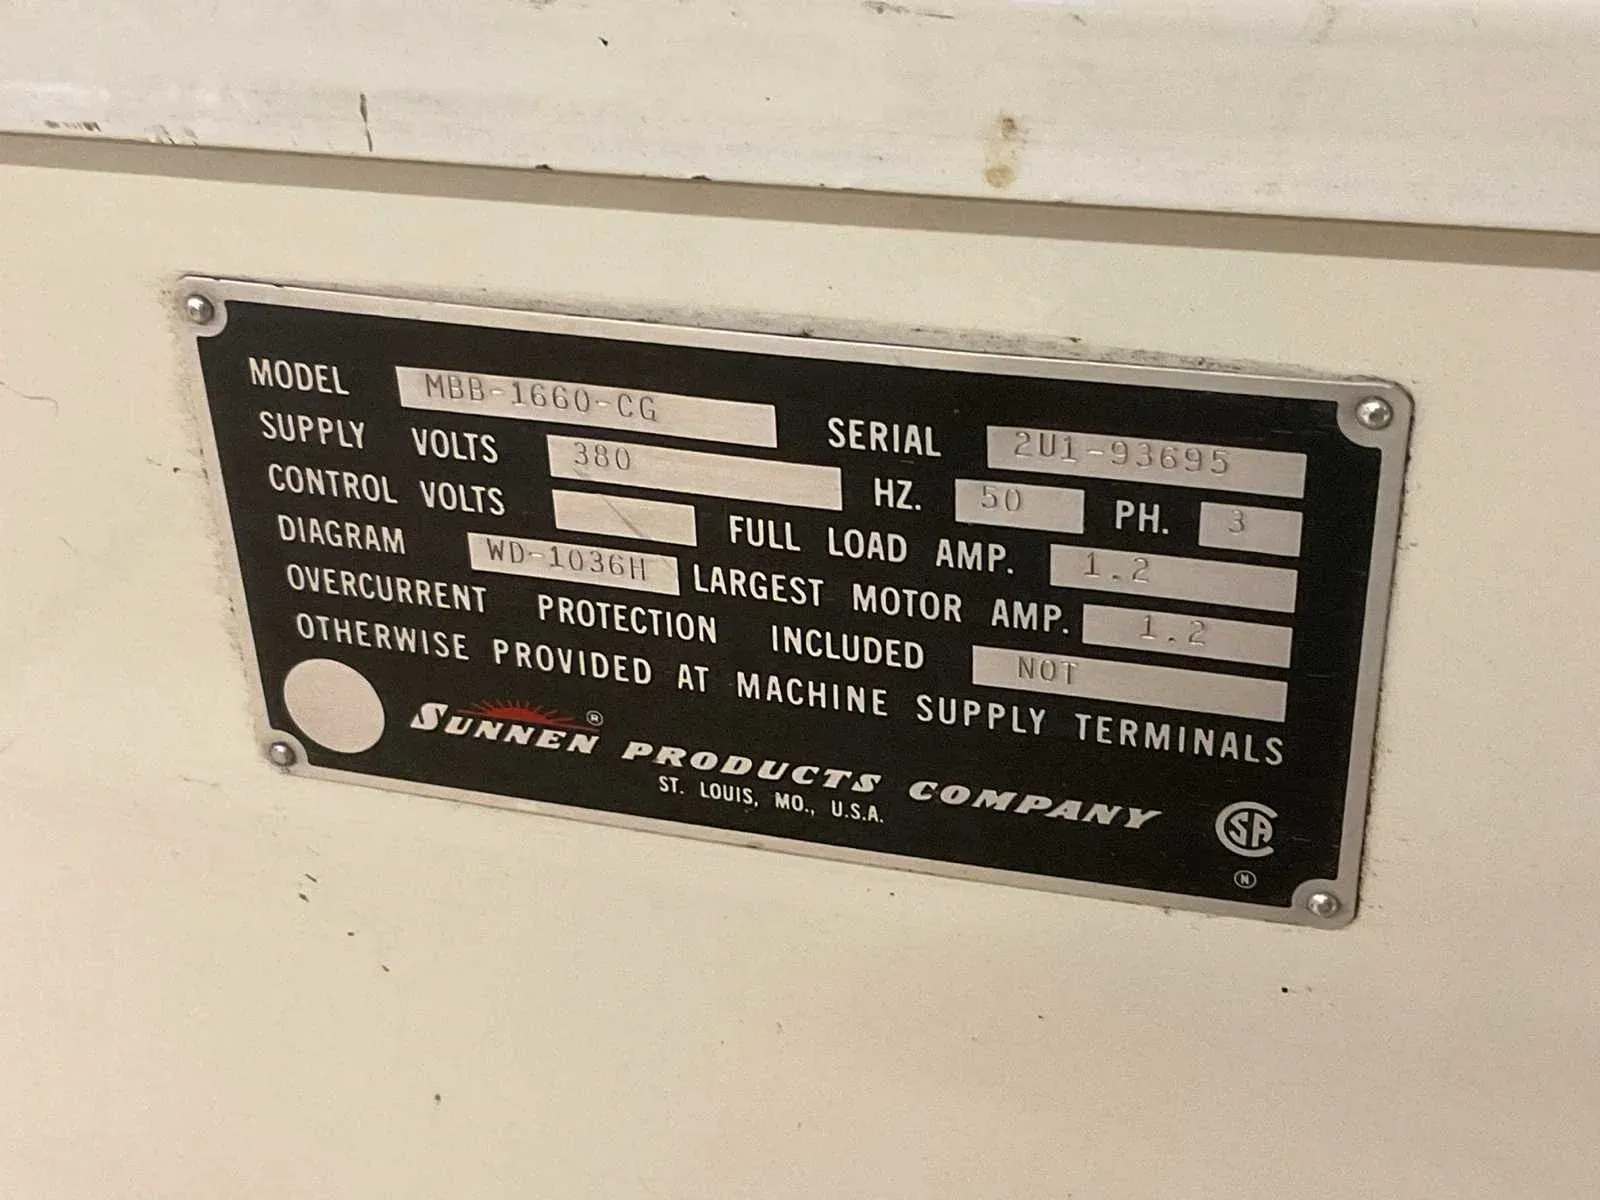 MODEL MBB-1660-CG SERIAL 2U1-93695
SUPPLY VOLTS 380 HZ. 50 PH. 3
CONTROL VOLTS FULL LOAD AMP. 1.2
DIAGRAM WD-1036H LARGEST MOTOR AMP. 1.2
OVERCURRENT PROTECTION INCLUDED NOT
OTHERWISE PROVIDED AT MACHINE SUPPLY TERMINALS
SUNNEN ® PRODUCTS COMPANY
ST. LOUIS, MO., U.S.A.
CSA
N